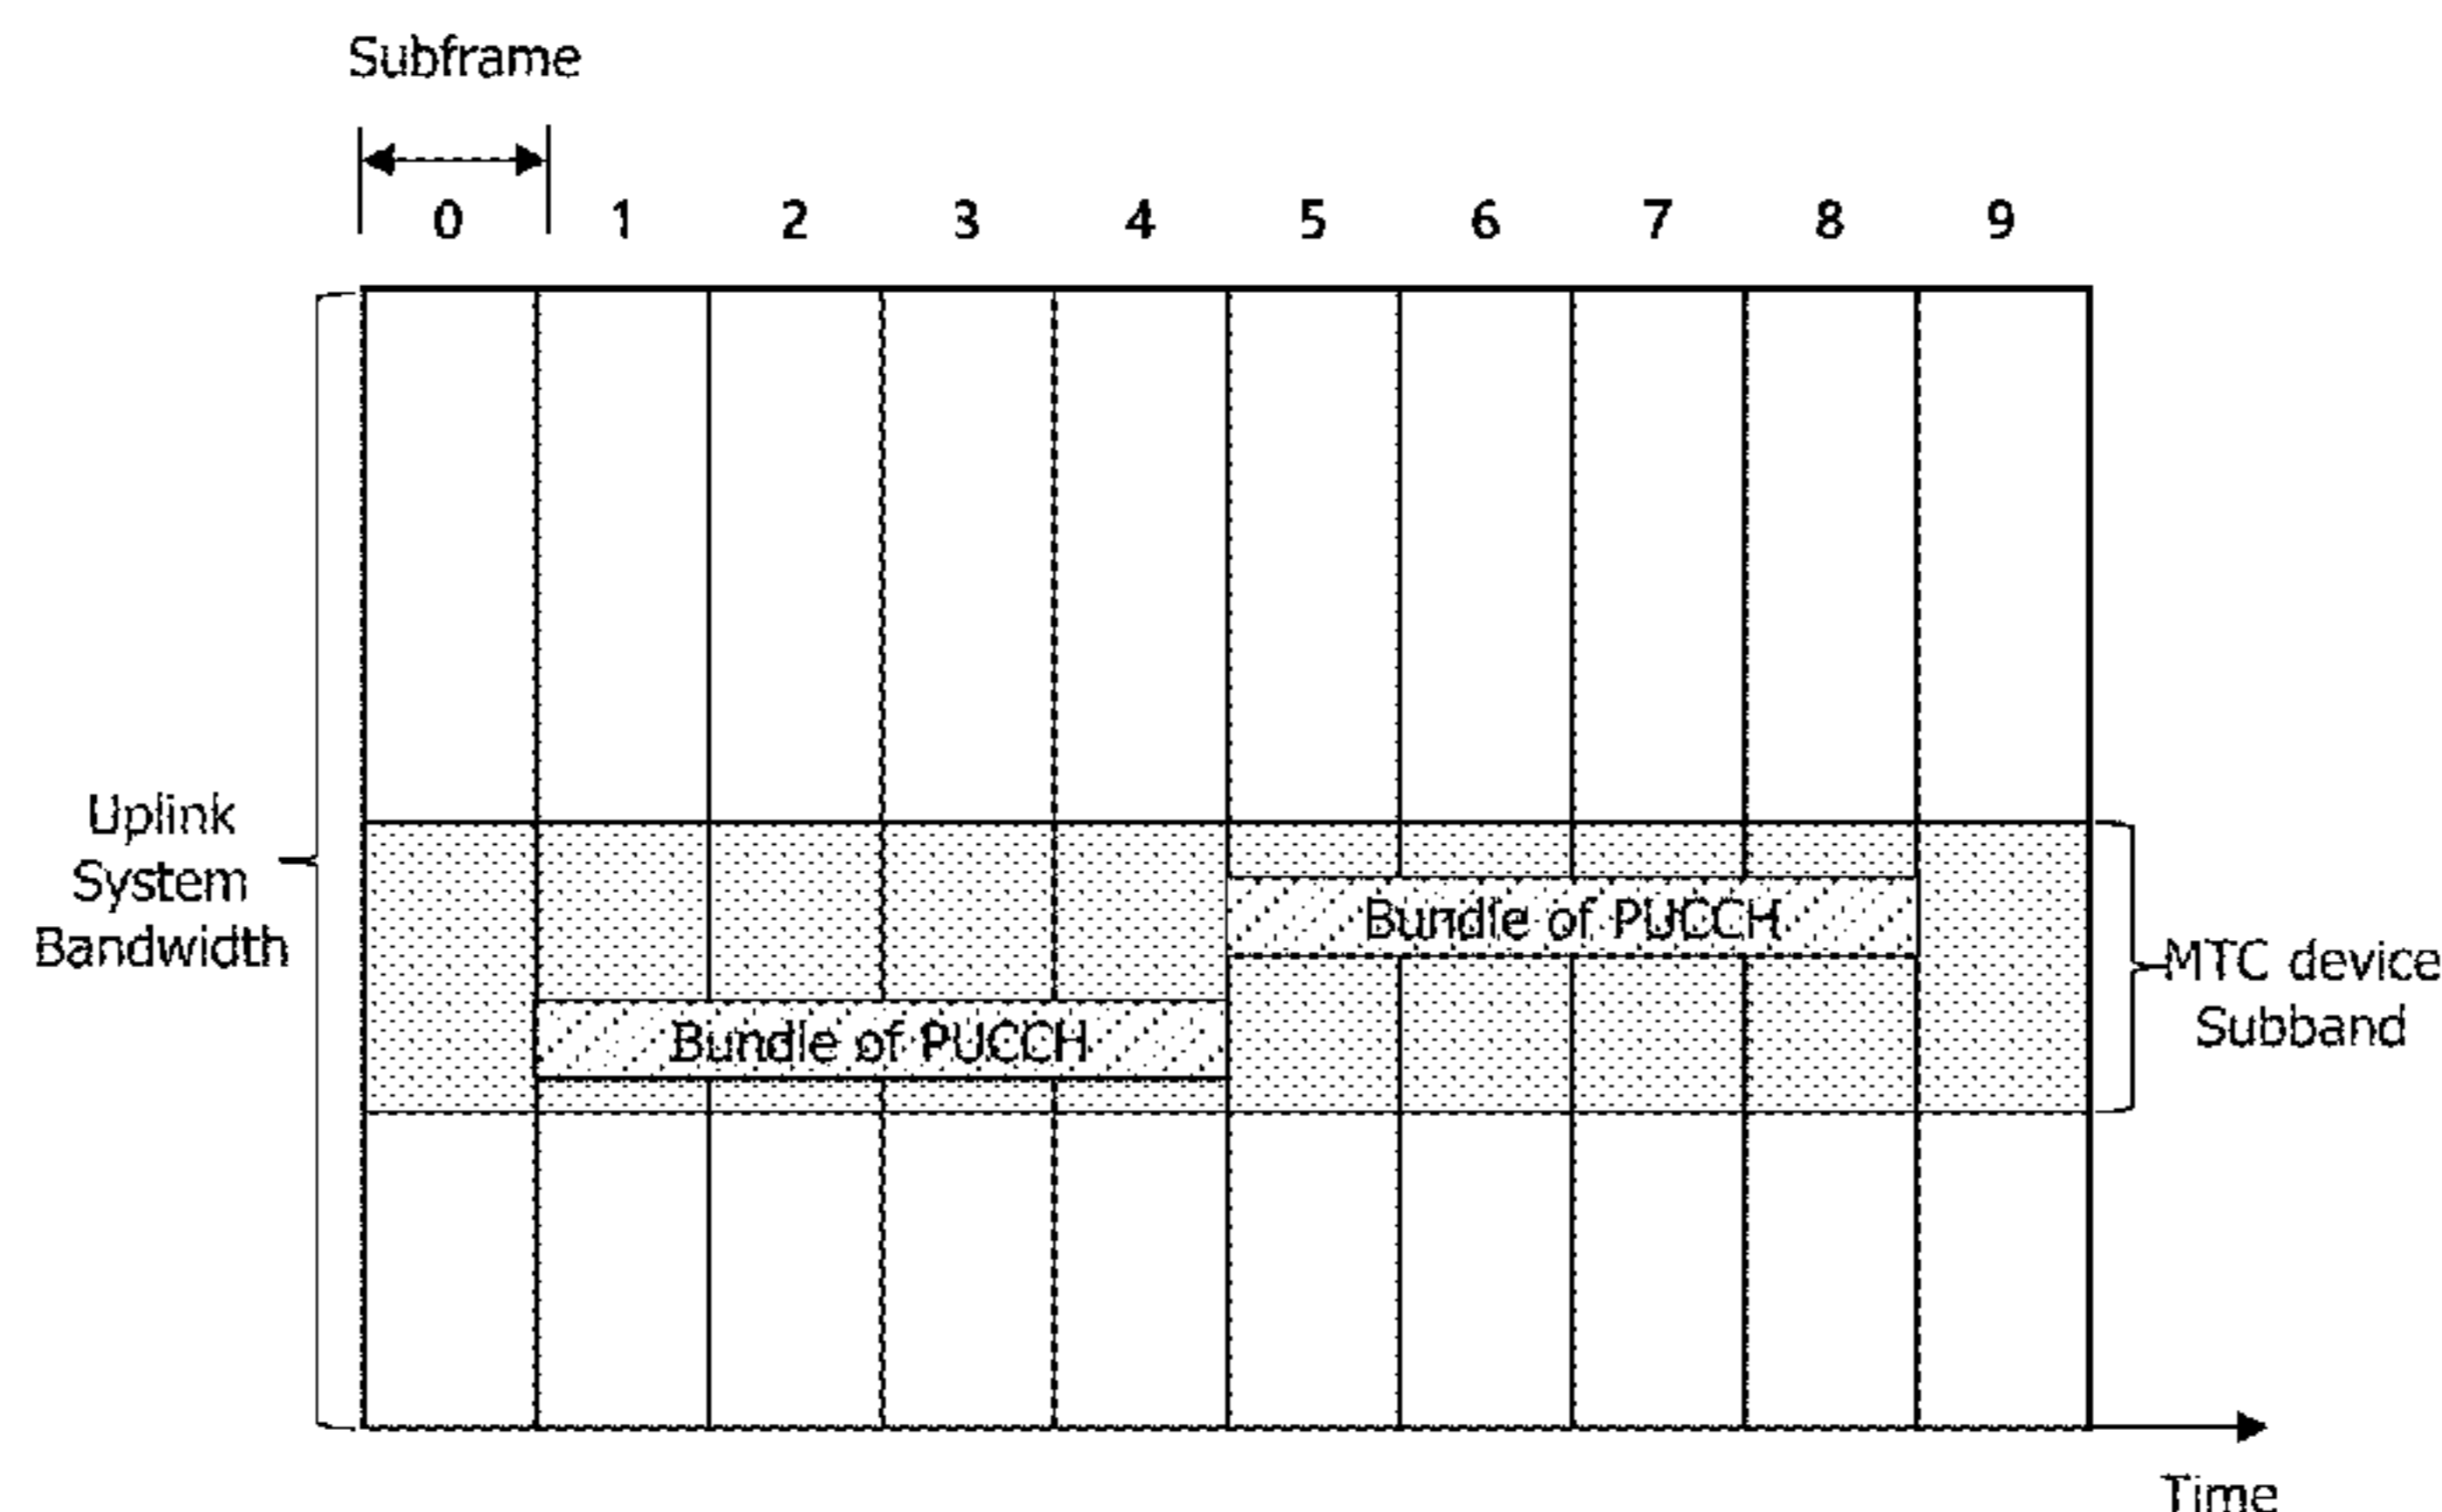 Subframe
0 1 2 3 4 5 6 7 8 9
Uplink
System
Bandwidth
Bundle of PUCCH
Bundle of PUCCH
MTC device
Subband
Time